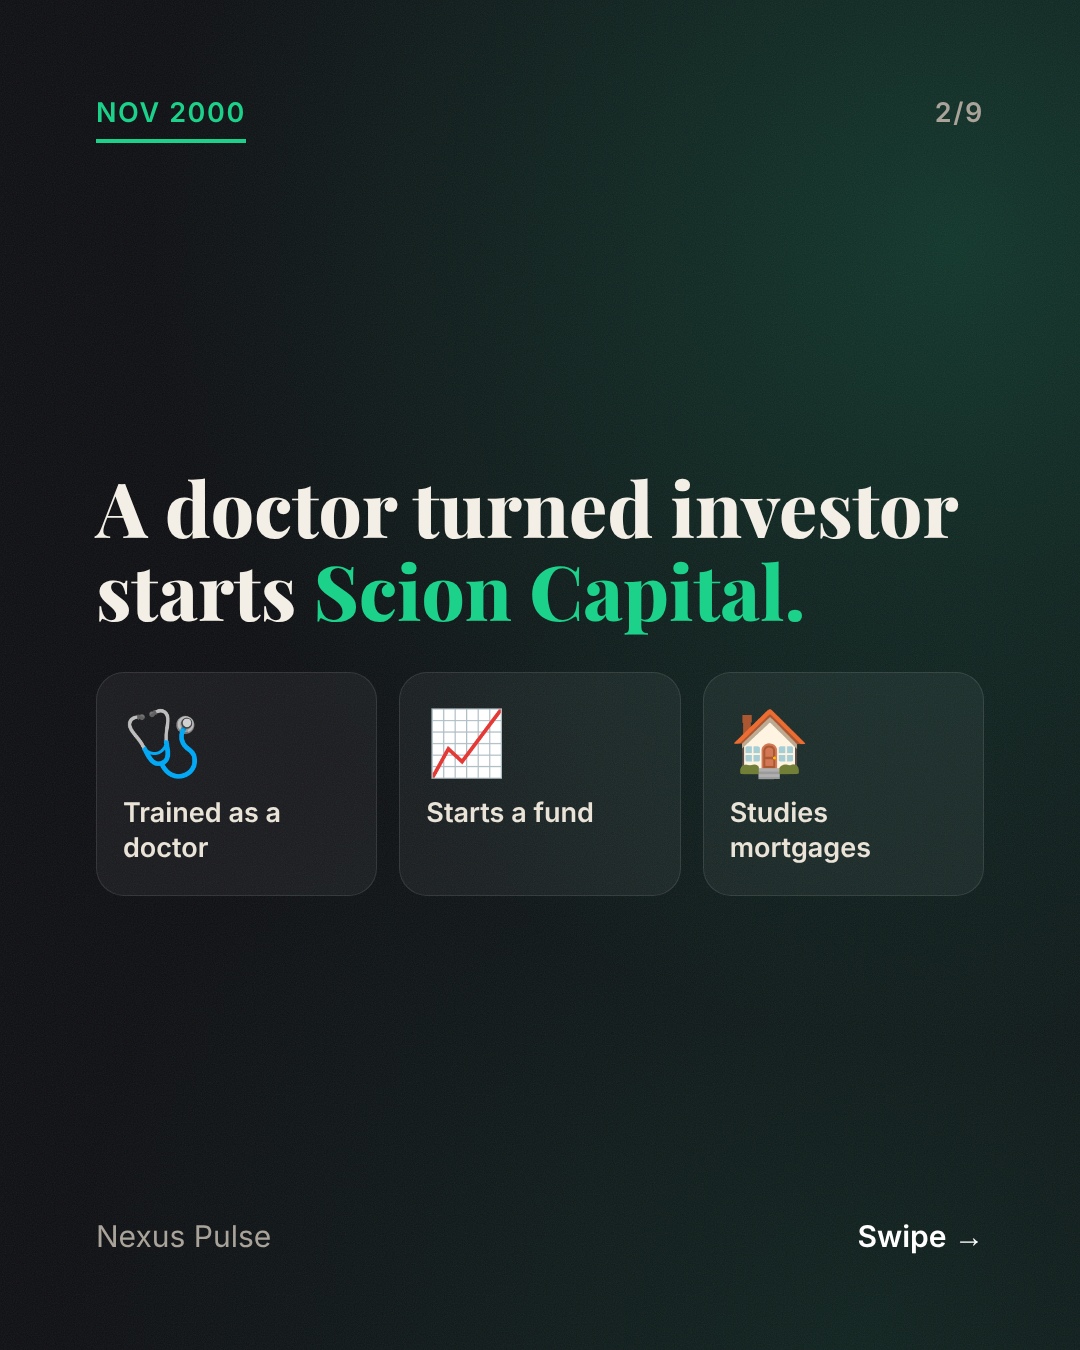 NOV 2000
2/9
A doctor turned investor
starts Scion Capital.
Trained as a
doctor
Starts a fund
Studies
mortgages
Nexus Pulse
Swipe →